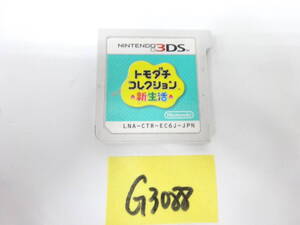 NINTENDO 3DS
トモダチ
コレクション
新生活
Nintendo
LNA-CTR-EC6J-JPN
G3088